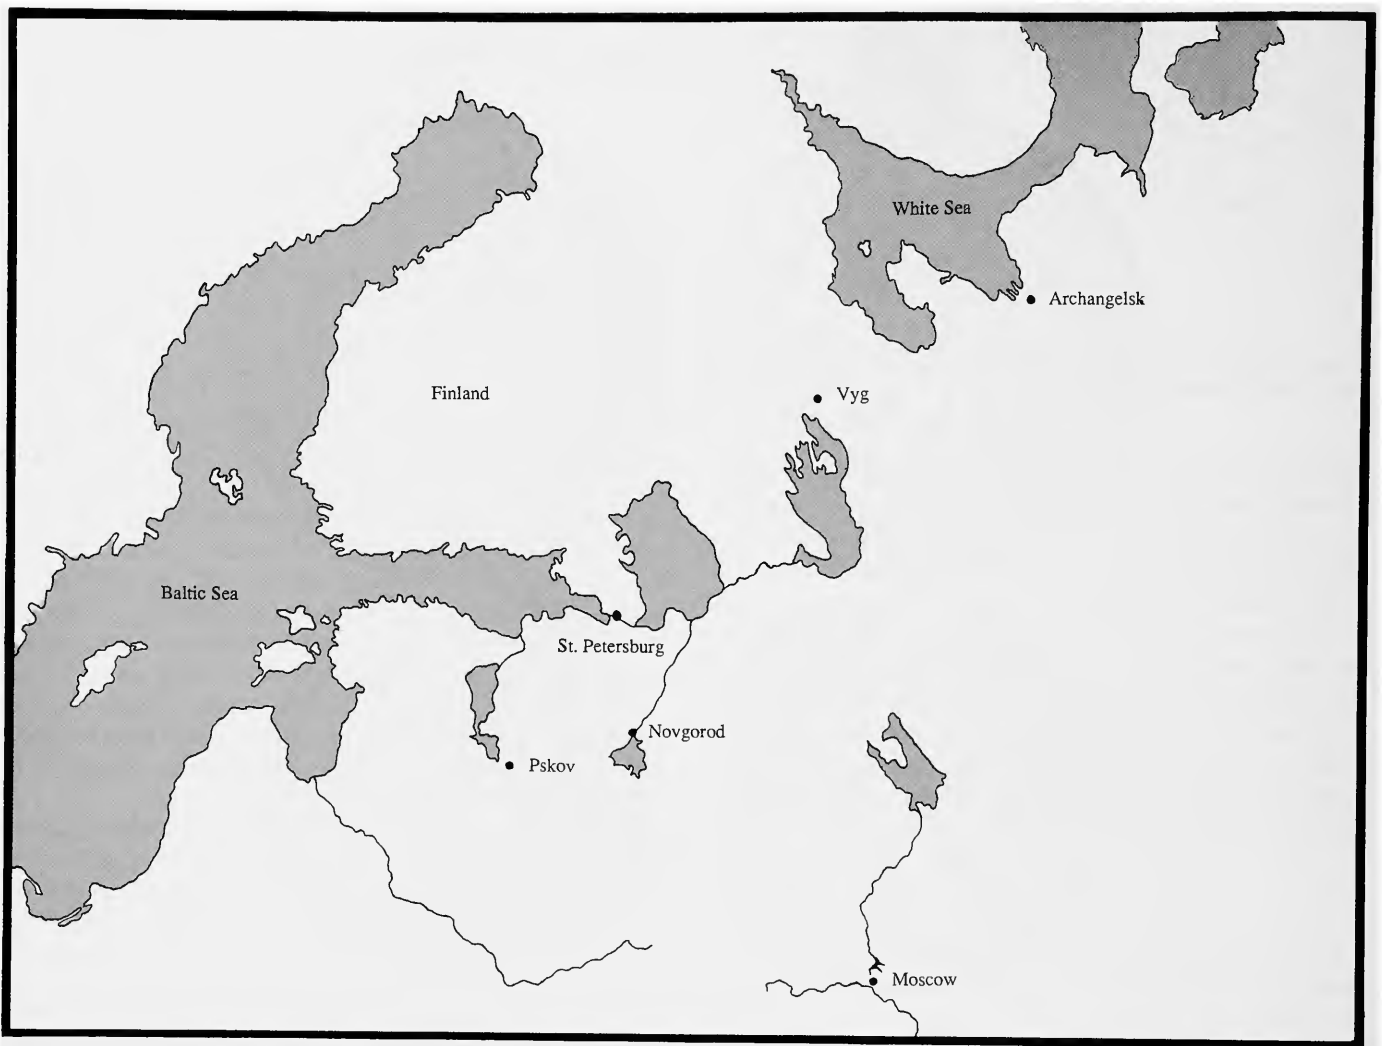 White Sea
Archangelsk
Finland
Vyg
Baltic Sea
St. Petersburg
Novgorod
Pskov
Moscow